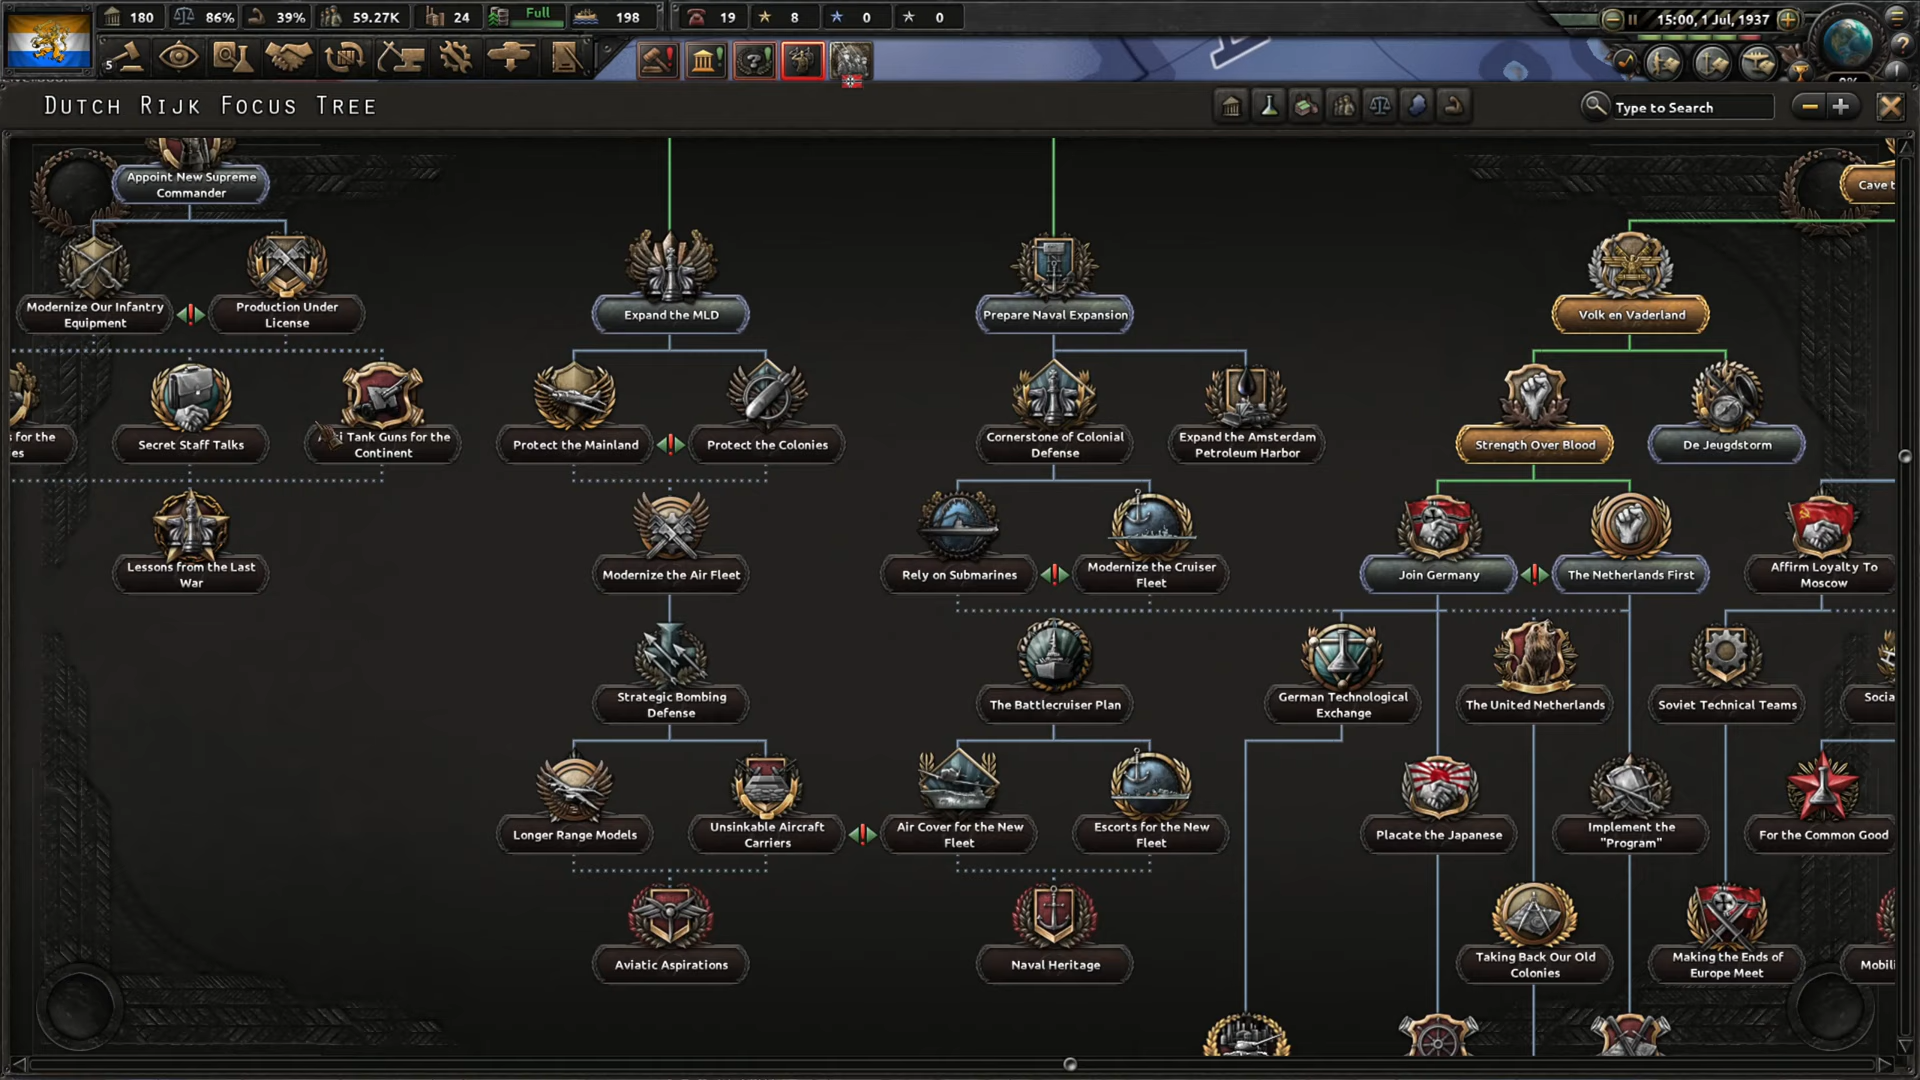 180 86% 39% 59.27K 24 Full 198 19 8 0 0 15:00, 1 Jul, 1937
5
DUTCH RIJK FOCUS TREE
Type to Search
Appoint New Supreme
Commander
Cave t
Modernize Our Infantry
Equipment
Production Under
License
Expand the MLD
Prepare Naval Expansion
Volk en Vaderland
s for the
es
Secret Staff Talks
i Tank Guns for the
Continent
Protect the Mainland
Protect the Colonies
Cornerstone of Colonial
Defense
Expand the Amsterdam
Petroleum Harbor
Strength Over Blood
De Jeugdstorm
Lessons from the Last
War
Modernize the Air Fleet
Rely on Submarines
Modernize the Cruiser
Fleet
Join Germany
The Netherlands First
Affirm Loyalty To
Moscow
Strategic Bombing
Defense
The Battlecruiser Plan
German Technological
Exchange
The United Netherlands
Soviet Technical Teams
Socia
Longer Range Models
Unsinkable Aircraft
Carriers
Air Cover for the New
Fleet
Escorts for the New
Fleet
Placate the Japanese
Implement the
"Program"
For the Common Good
Aviatic Aspirations
Naval Heritage
Taking Back Our Old
Colonies
Making the Ends of
Europe Meet
Mobili